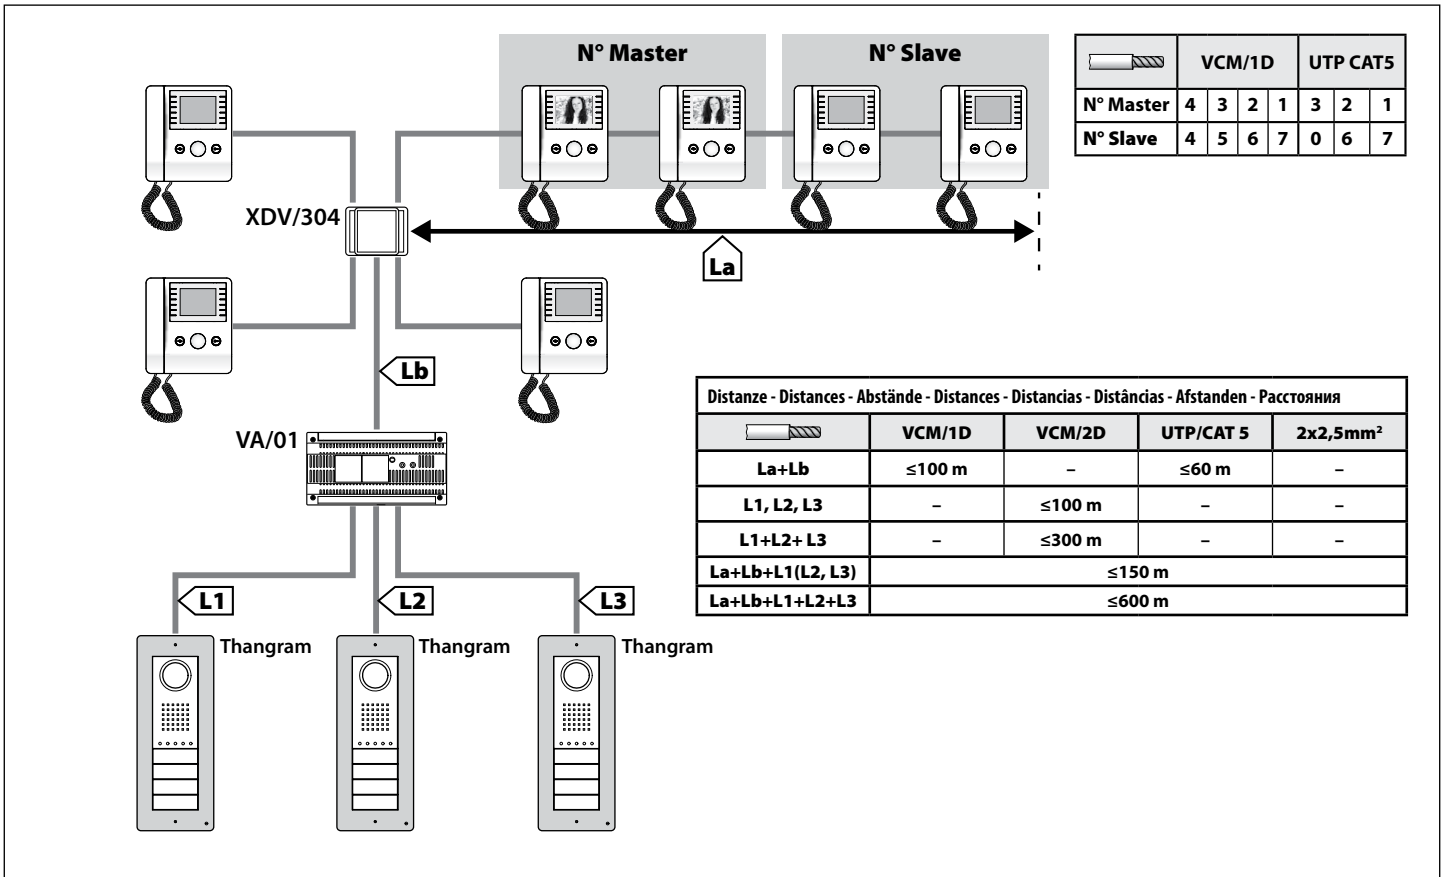 N° Master N° Slave
VCM/1D UTP CAT5
N° Master 4 3 2 1 3 2 1
N° Slave 4 5 6 7 0 6 7
XDV/304
La
Lb
VA/01
Distanze - Distances - Abstände - Distances - Distancias - Distâncias - Afstanden - Расстояния
VCM/1D VCM/2D UTP/CAT 5 2x2,5mm²
La+Lb ≤100 m – ≤60 m –
L1, L2, L3 – ≤100 m – –
L1+L2+ L3 – ≤300 m – –
La+Lb+L1(L2, L3) ≤150 m
La+Lb+L1+L2+L3 ≤600 m
L1 L2 L3
Thangram Thangram Thangram